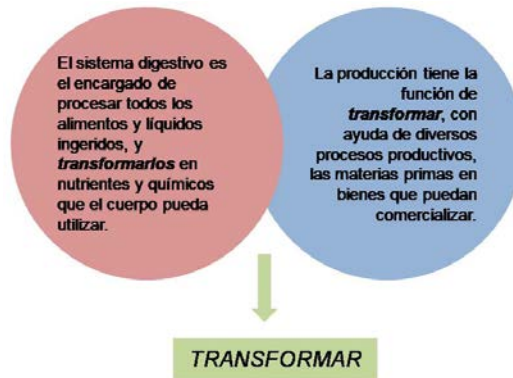 El sistema digestivo es
el encargado de
procesar todos los
alimentos y líquidos
ingeridos, y
transformarlos en
nutrientes y químicos
que el cuerpo pueda
utilizar.
La producción tiene la
función de
transformar, con
ayuda de diversos
procesos productivos,
las materias primas en
bienes que puedan
comercializar.
TRANSFORMAR